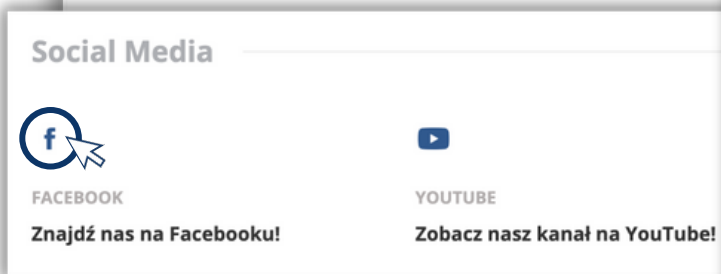 Social Media
f
FACEBOOK
Znajdź nas na Facebooku!
YOUTUBE
Zobacz nasz kanał na YouTube!